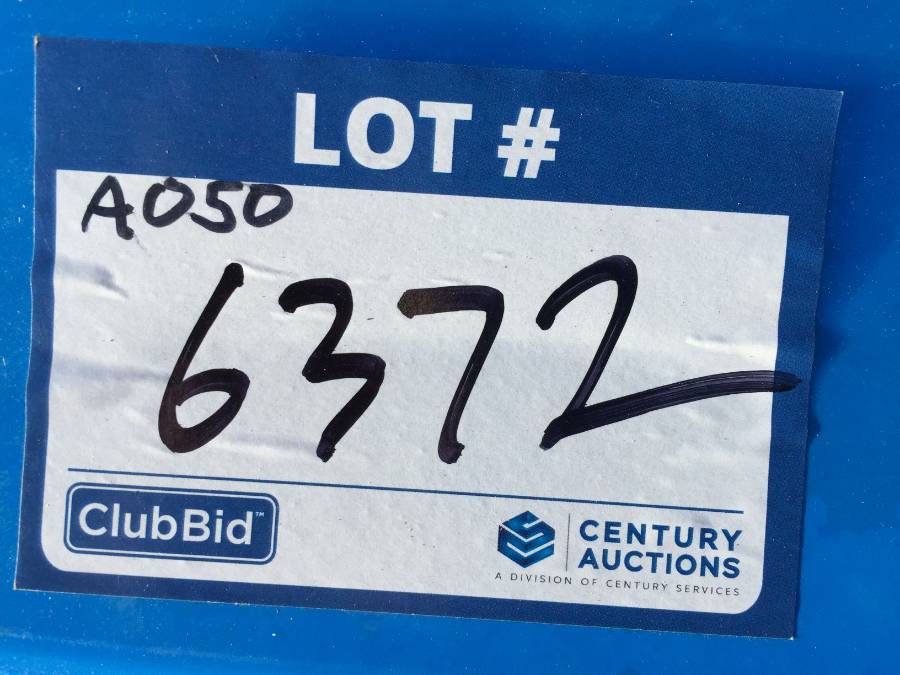 LOT #
A050
6372
ClubBid™
CENTURY
AUCTIONS
A DIVISION OF CENTURY SERVICES